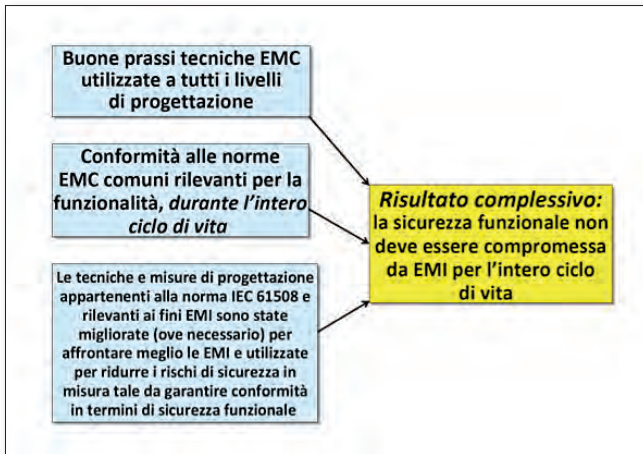 Buone prassi tecniche EMC
utilizzate a tutti i livelli
di progettazione
Conformità alle norme
EMC comuni rilevanti per la
funzionalità, durante l'intero
ciclo di vita
Le tecniche e misure di progettazione
appartenenti alla norma IEC 61508 e
rilevanti ai fini EMI sono state
migliorate (ove necessario) per
affrontare meglio le EMI e utilizzate
per ridurre i rischi di sicurezza in
misura tale da garantire conformità
in termini di sicurezza funzionale
Risultato complessivo:
la sicurezza funzionale non
deve essere compromessa
da EMI per l'intero ciclo
di vita